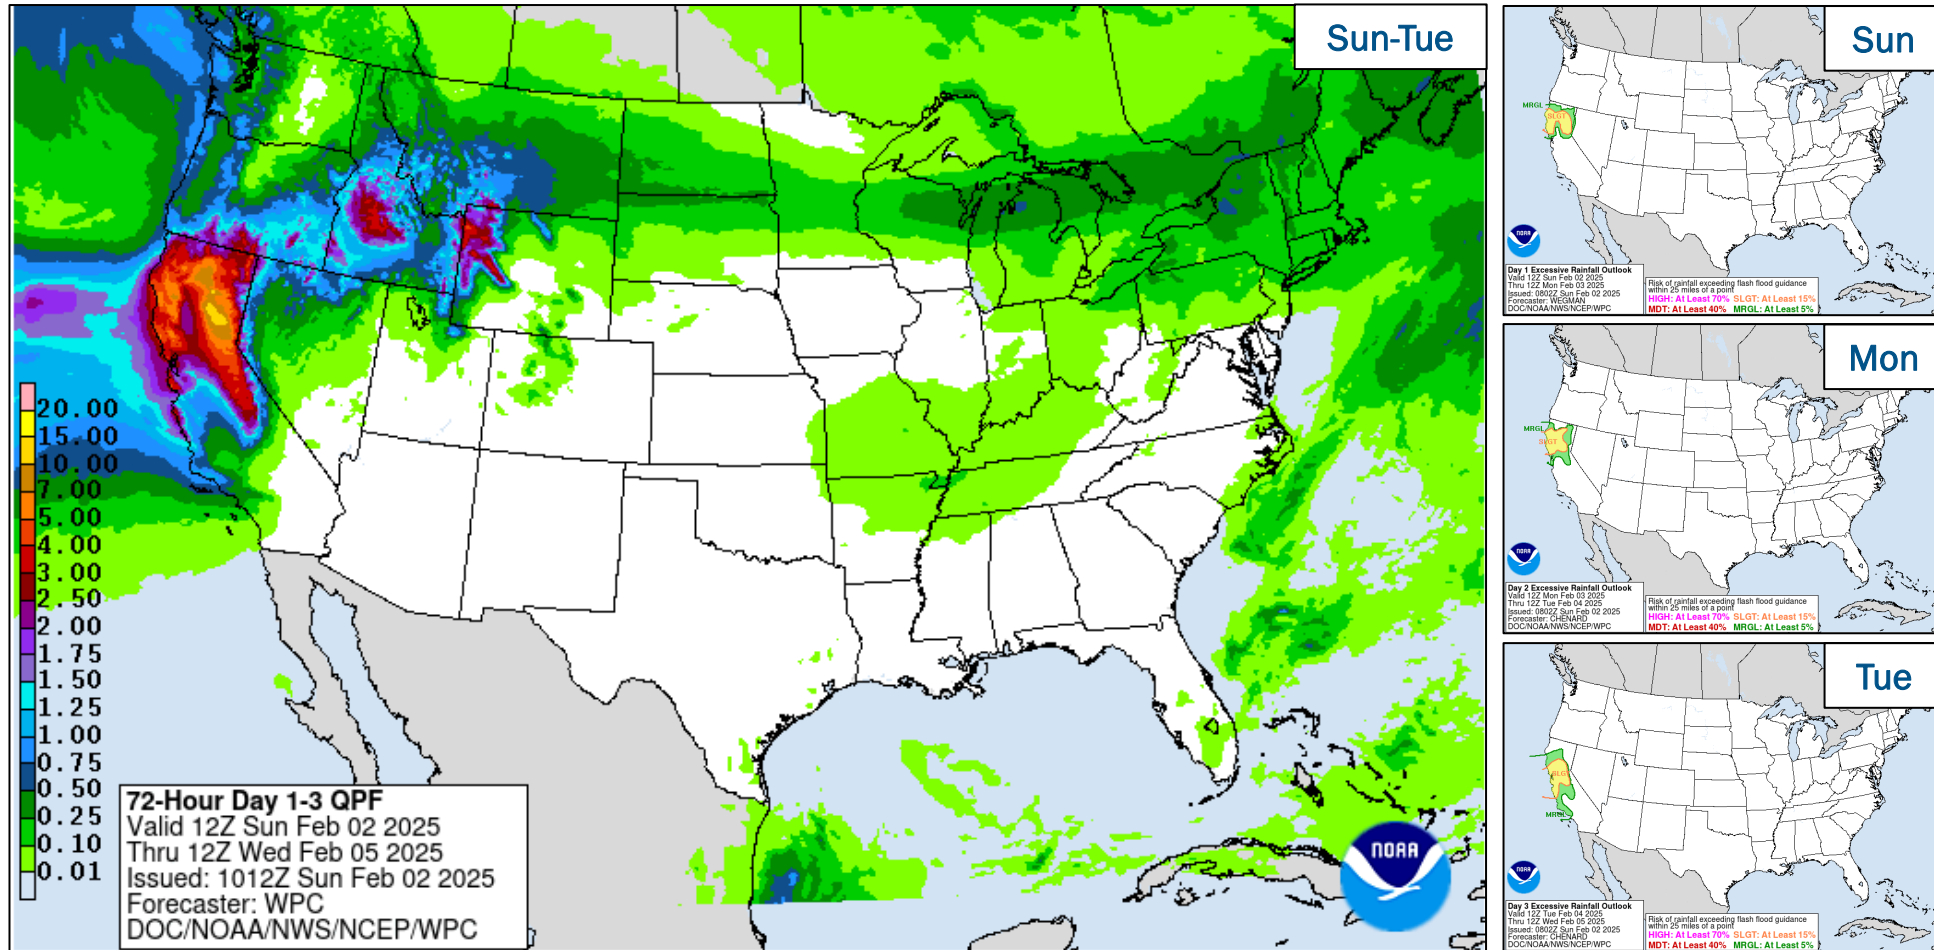 Sun-Tue
20.00
15.00
10.00
7.00
5.00
4.00
3.00
2.50
2.00
1.75
1.50
1.25
1.00
0.75
0.50
0.25
0.10
0.01
72-Hour Day 1-3 QPF
Valid 12Z Sun Feb 02 2025
Thru 12Z Wed Feb 05 2025
Issued: 1012Z Sun Feb 02 2025
Forecaster: WPC
DOC/NOAA/NWS/NCEP/WPC
NOAA
Sun
MRGL
SLGT
NOAA
Day 1 Excessive Rainfall Outlook
Valid 12Z Sun Feb 02 2025
Thru 12Z Mon Feb 03 2025
Issued: 0802Z Sun Feb 02 2025
Forecaster: WEGMAN
DOC/NOAA/NWS/NCEP/WPC
Risk of rainfall exceeding flash flood guidance
within 25 miles of a point
HIGH: At Least 70% SLGT: At Least 15%
MDT: At Least 40% MRGL: At Least 5%
Mon
MRGL
SLGT
NOAA
Day 2 Excessive Rainfall Outlook
Valid 12Z Mon Feb 03 2025
Thru 12Z Tue Feb 04 2025
Issued: 0802Z Sun Feb 02 2025
Forecaster: CHENARD
DOC/NOAA/NWS/NCEP/WPC
Risk of rainfall exceeding flash flood guidance
within 25 miles of a point
HIGH: At Least 70% SLGT: At Least 15%
MDT: At Least 40% MRGL: At Least 5%
Tue
SLGT
MRGL
NOAA
Day 3 Excessive Rainfall Outlook
Valid 12Z Tue Feb 04 2025
Thru 12Z Wed Feb 05 2025
Issued: 0802Z Sun Feb 02 2025
Forecaster: CHENARD
DOC/NOAA/NWS/NCEP/WPC
Risk of rainfall exceeding flash flood guidance
within 25 miles of a point
HIGH: At Least 70% SLGT: At Least 15%
MDT: At Least 40% MRGL: At Least 5%